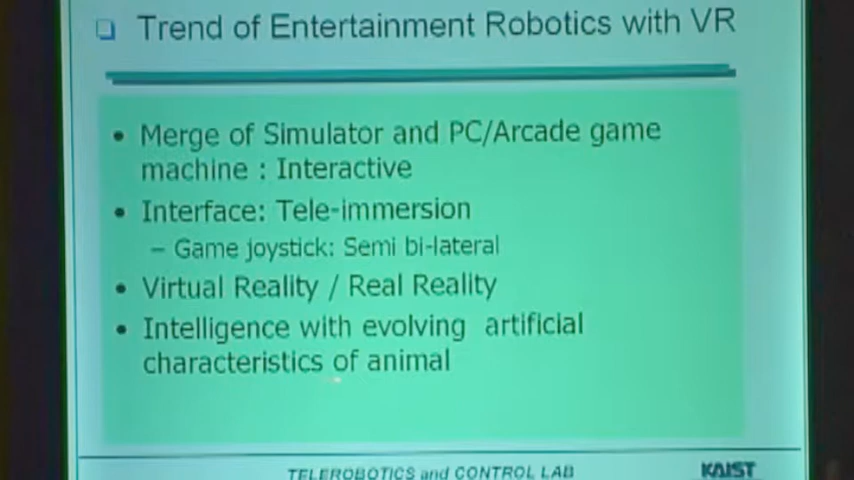 Trend of Entertainment Robotics with VR
• Merge of Simulator and PC/Arcade game
machine : Interactive
• Interface: Tele-immersion
– Game joystick: Semi bi-lateral
• Virtual Reality / Real Reality
• Intelligence with evolving artificial
characteristics of animal
TELEROBOTICS and CONTROL LAB
KAIST